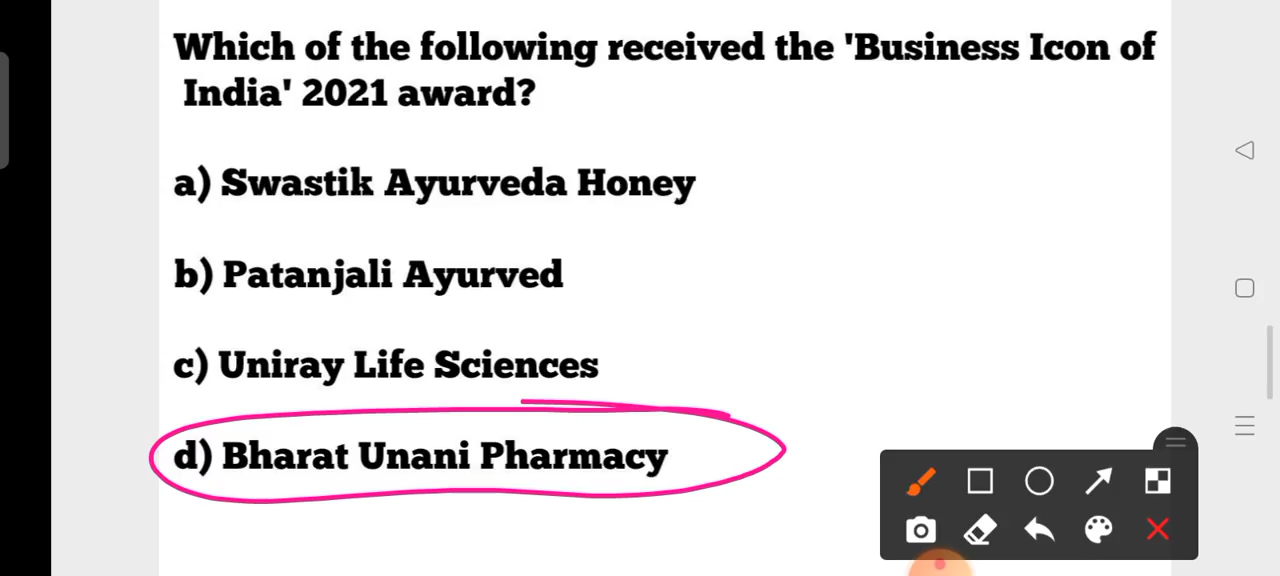 Which of the following received the 'Business Icon of
India' 2021 award?
a) Swastik Ayurveda Honey
b) Patanjali Ayurved
c) Uniray Life Sciences
d) Bharat Unani Pharmacy